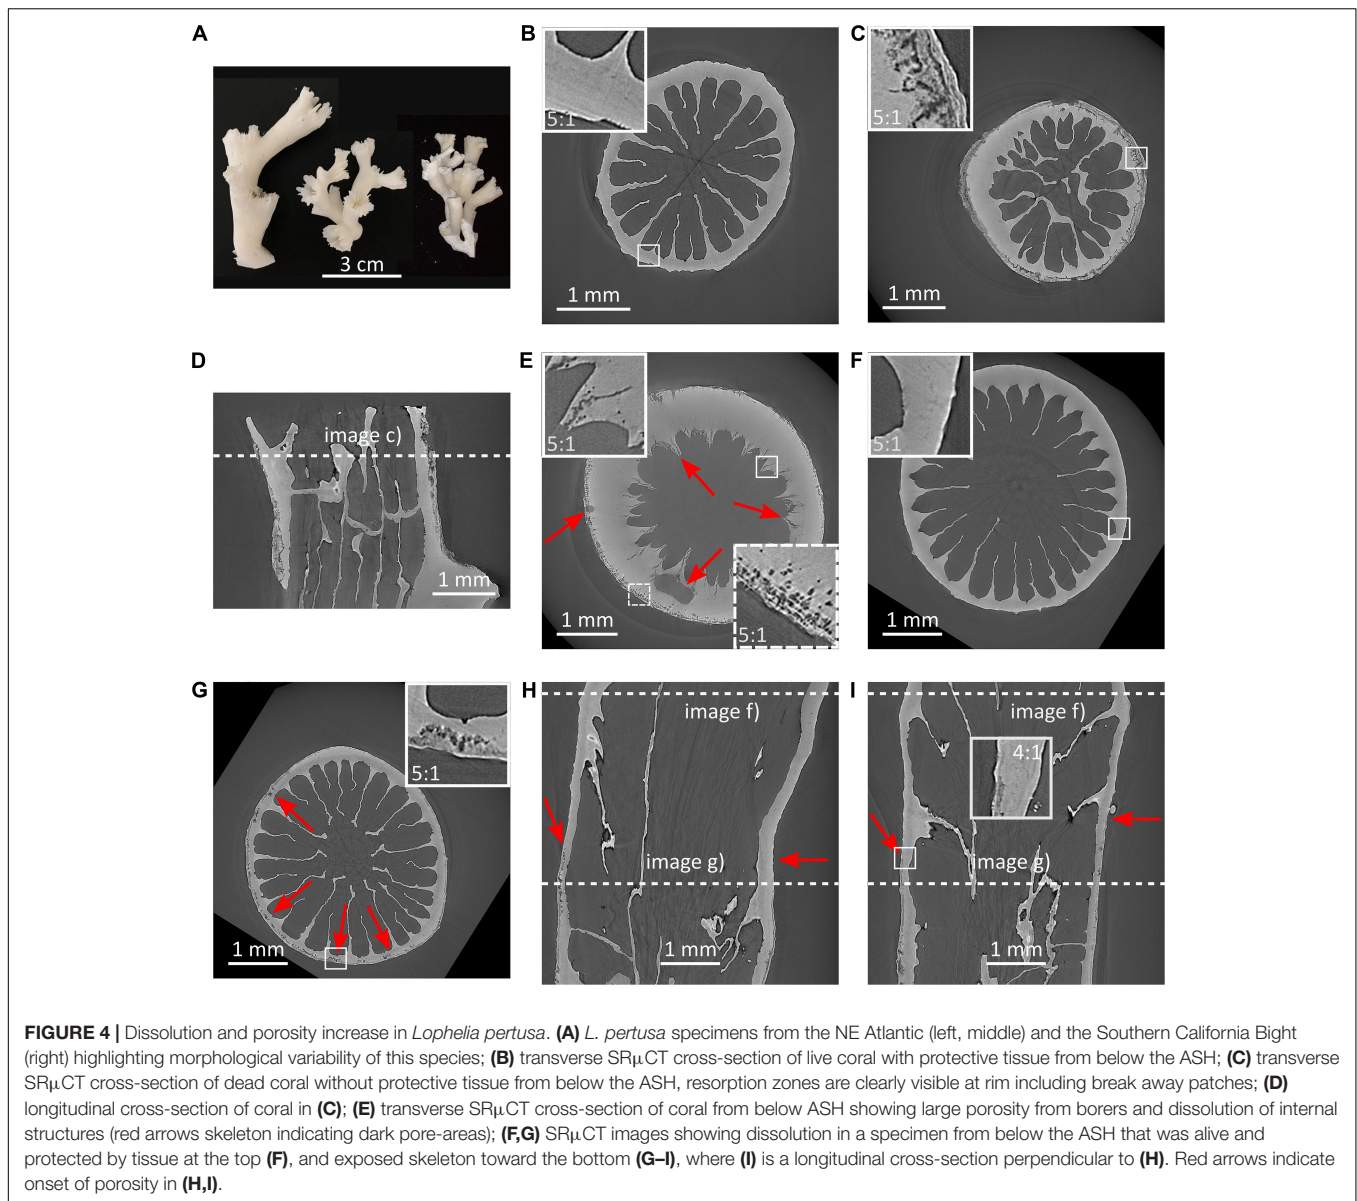 A
B
C
5:1
5:1
3 cm
1 mm
1 mm
D
E
F
image c)
5:1
5:1
1 mm
1 mm
5:1
1 mm
G
H
I
image f)
image f)
5:1
4:1
image g)
image g)
1 mm
1 mm
1 mm
FIGURE 4 | Dissolution and porosity increase in Lophelia pertusa. (A) L. pertusa specimens from the NE Atlantic (left, middle) and the Southern California Bight
(right) highlighting morphological variability of this species; (B) transverse SRμCT cross-section of live coral with protective tissue from below the ASH; (C) transverse
SRμCT cross-section of dead coral without protective tissue from below the ASH, resorption zones are clearly visible at rim including break away patches; (D)
longitudinal cross-section of coral in (C); (E) transverse SRμCT cross-section of coral from below ASH showing large porosity from borers and dissolution of internal
structures (red arrows skeleton indicating dark pore-areas); (F,G) SRμCT images showing dissolution in a specimen from below the ASH that was alive and
protected by tissue at the top (F), and exposed skeleton toward the bottom (G–I), where (I) is a longitudinal cross-section perpendicular to (H). Red arrows indicate
onset of porosity in (H,I).